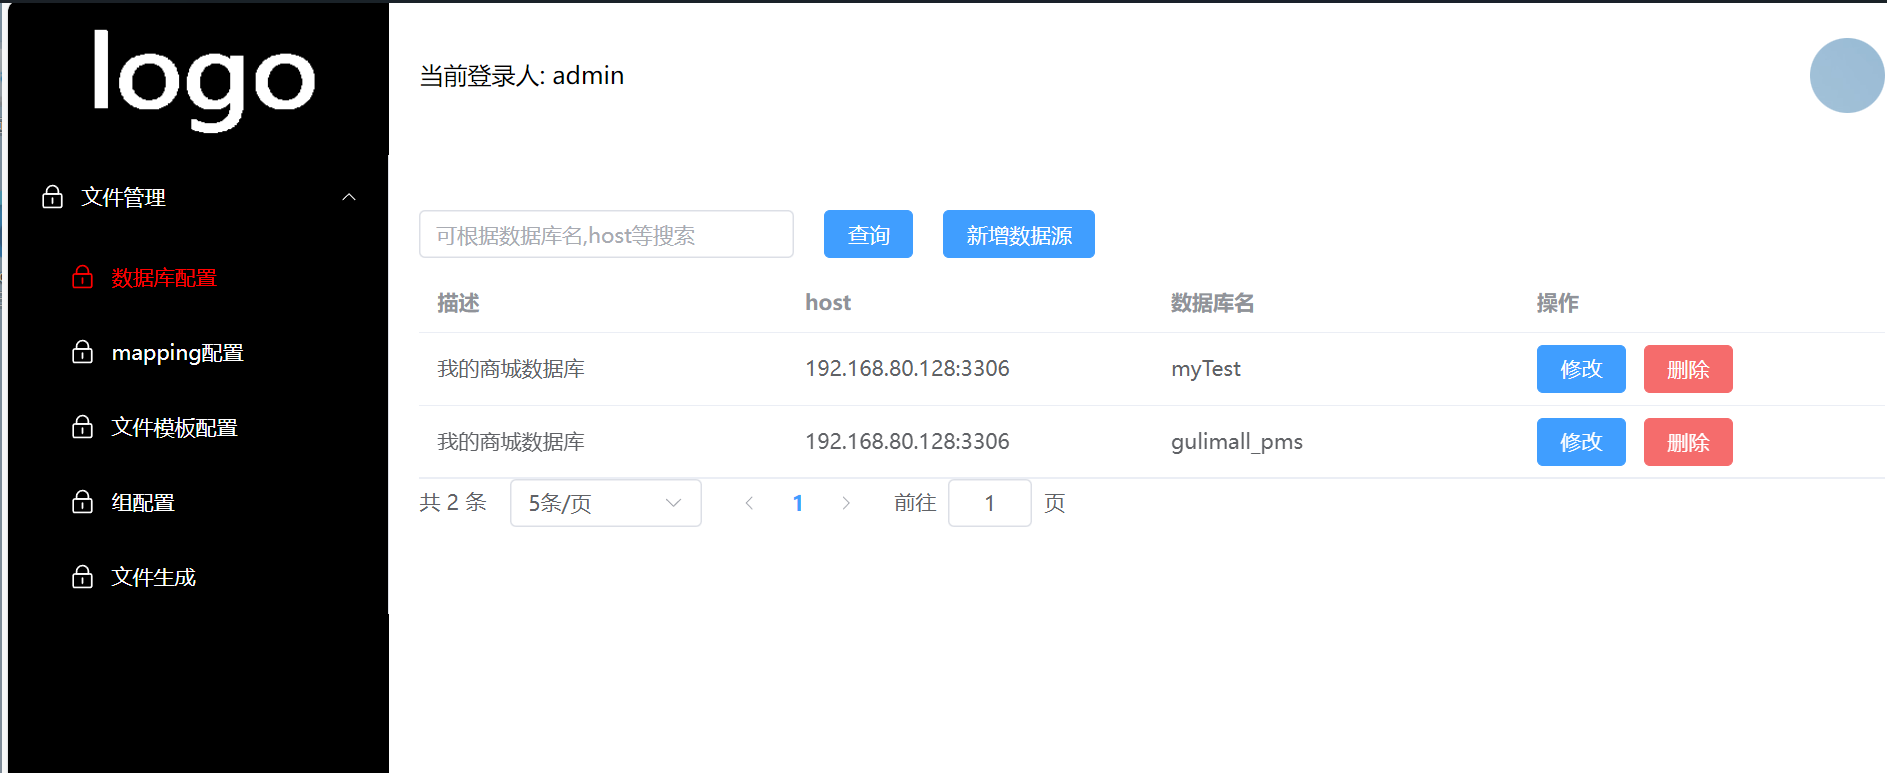 logo
当前登录人: admin
文件管理
数据库配置
mapping配置
文件模板配置
组配置
文件生成
可根据数据库名,host等搜索 查询 新增数据源
描述 host 数据库名 操作
我的商城数据库 192.168.80.128:3306 myTest 修改 删除
我的商城数据库 192.168.80.128:3306 gulimall_pms 修改 删除
共 2 条 5条/页 1 前往 1 页